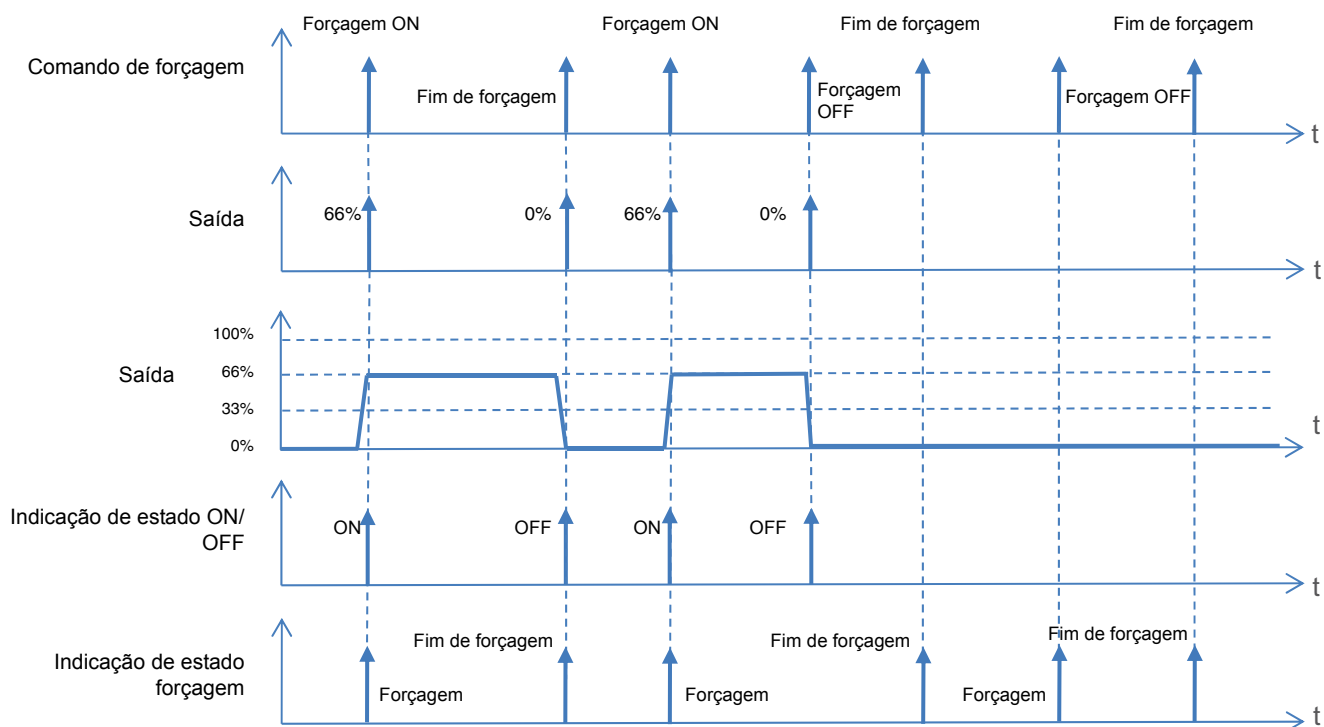 Forçagem ON
Forçagem ON
Fim de forçagem
Fim de forçagem
Comando de forçagem
Fim de forçagem
Forçagem
OFF
Forçagem OFF
t
Saída
66%
0%
66%
0%
t
100%
Saída
66%
33%
0%
t
Indicação de estado ON/
OFF
ON
OFF
ON
OFF
t
Indicação de estado
forçagem
Fim de forçagem
Fim de forçagem
Fim de forçagem
Forçagem
Forçagem
Forçagem
t